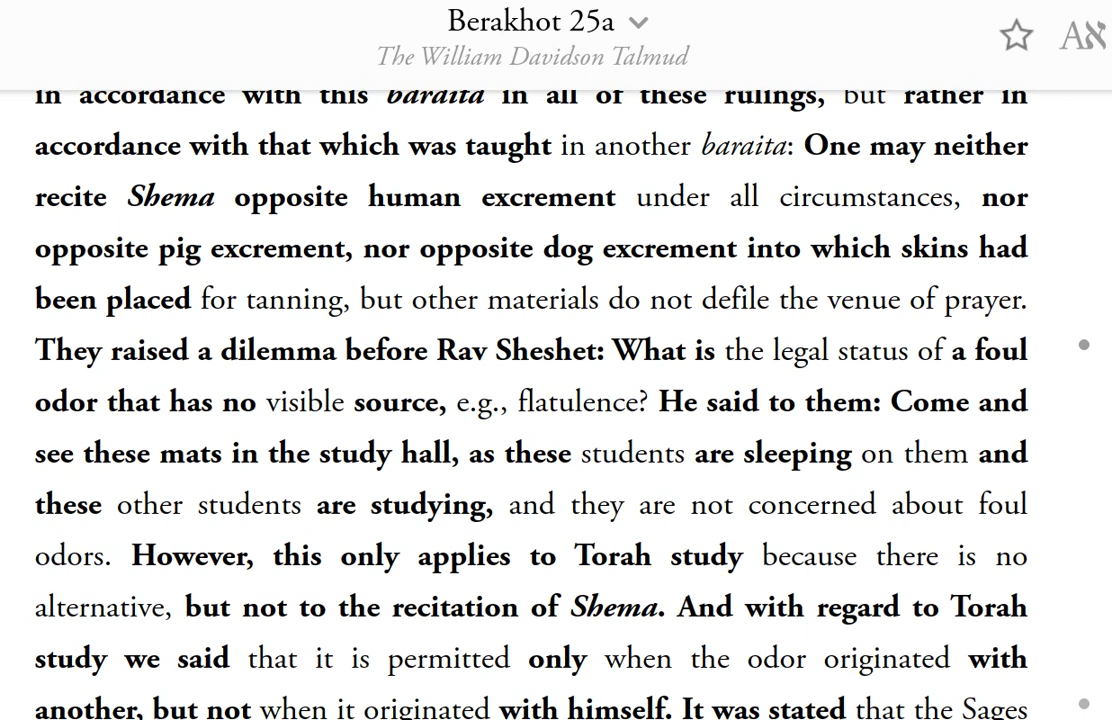 Berakhot 25a
The William Davidson Talmud
Aא
in accordance with this baraita in all of these rulings, but rather in
accordance with that which was taught in another baraita: One may neither
recite Shema opposite human excrement under all circumstances, nor
opposite pig excrement, nor opposite dog excrement into which skins had
been placed for tanning, but other materials do not defile the venue of prayer.
They raised a dilemma before Rav Sheshet: What is the legal status of a foul
odor that has no visible source, e.g., flatulence? He said to them: Come and
see these mats in the study hall, as these students are sleeping on them and
these other students are studying, and they are not concerned about foul
odors. However, this only applies to Torah study because there is no
alternative, but not to the recitation of Shema. And with regard to Torah
study we said that it is permitted only when the odor originated with
another, but not when it originated with himself. It was stated that the Sages